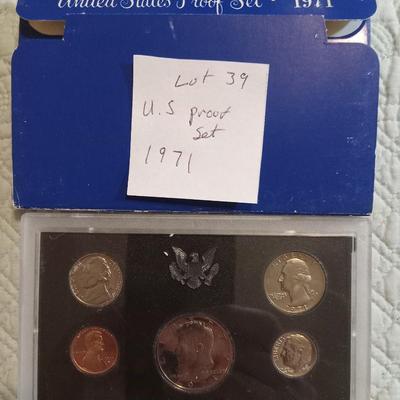 United States Proof Set 1971
Lot 39
U.S proof
Set
1971